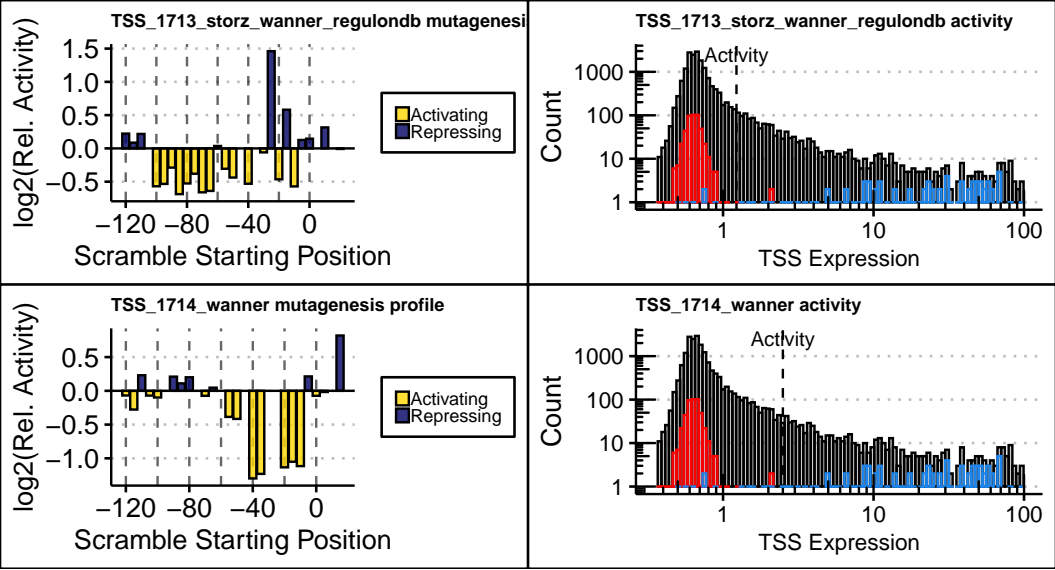 TSS_1713_storz_wanner_regulondb mutagenesi
log2(Rel. Activity)
1.5
1.0
0.5
0.0
−0.5
−120 −80 −40 0
Scramble Starting Position
Activating
Repressing
TSS_1713_storz_wanner_regulondb activity
Activity
Count
1000
100
10
1
1 10 100
TSS Expression
TSS_1714_wanner mutagenesis profile
log2(Rel. Activity)
0.5
0.0
−0.5
−1.0
−120 −80 −40 0
Scramble Starting Position
Activating
Repressing
TSS_1714_wanner activity
Activity
Count
1000
100
10
1
1 10 100
TSS Expression